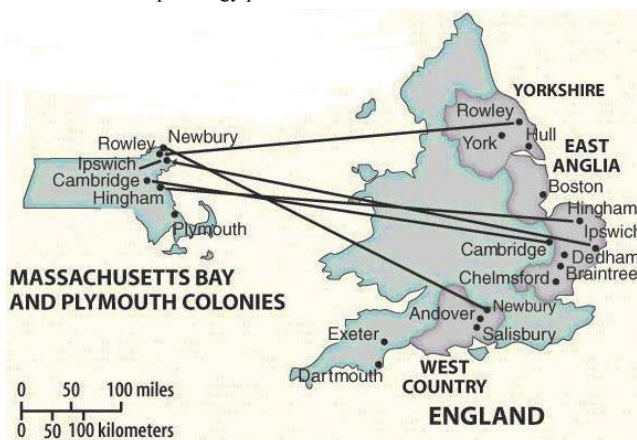 YORKSHIRE
Rowley
York
Hull
EAST
ANGLIA
Boston
Hingham
Ipswich
Cambridge
Dedham
Braintree
Chelmsford
Newbury
Andover
Salisbury
Exeter
Dartmouth
WEST
COUNTRY
ENGLAND
Rowley
Newbury
Ipswich
Cambridge
Hingham
Plymouth
MASSACHUSETTS BAY
AND PLYMOUTH COLONIES
0 50 100 miles
0 50 100 kilometers